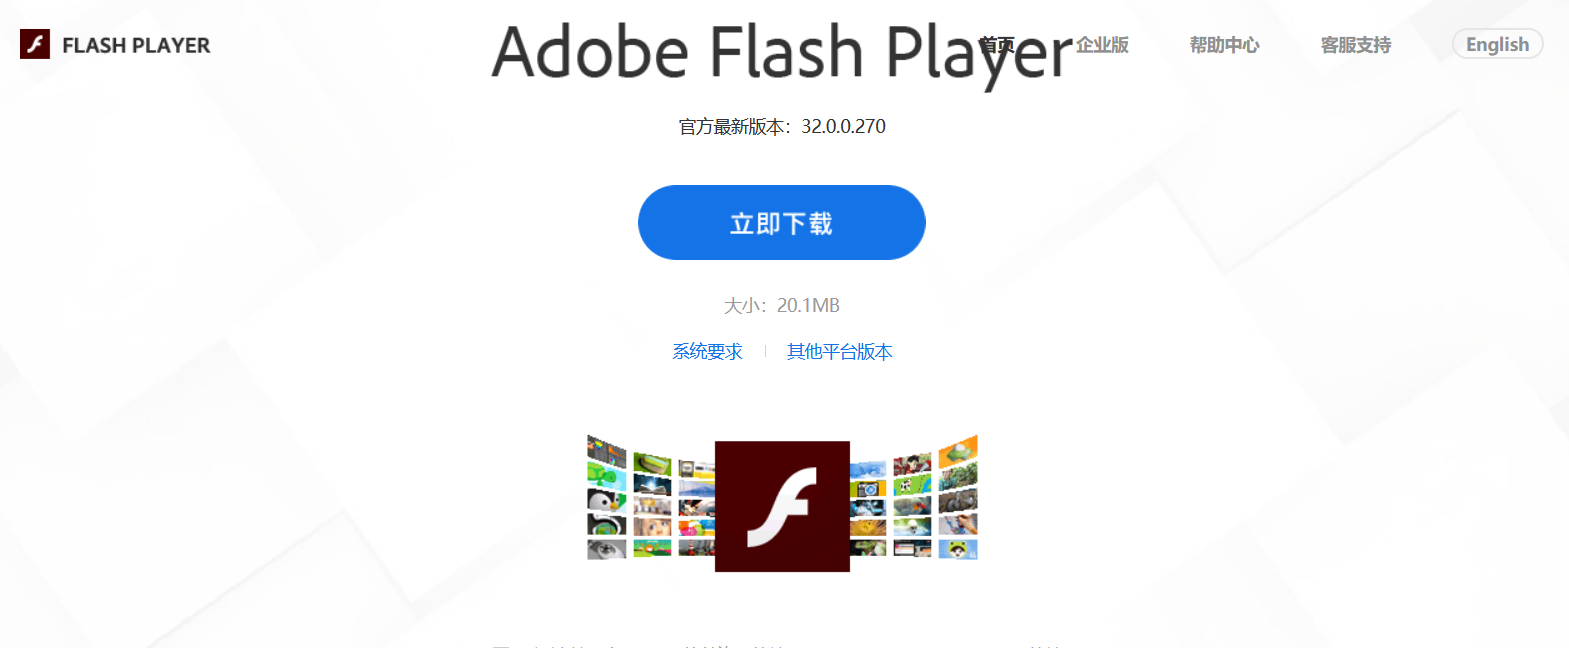 FLASH PLAYER
Adobe Flash Player
首页
企业版
帮助中心
客服支持
English
官方最新版本：32.0.0.270
立即下载
大小：20.1MB
系统要求
其他平台版本